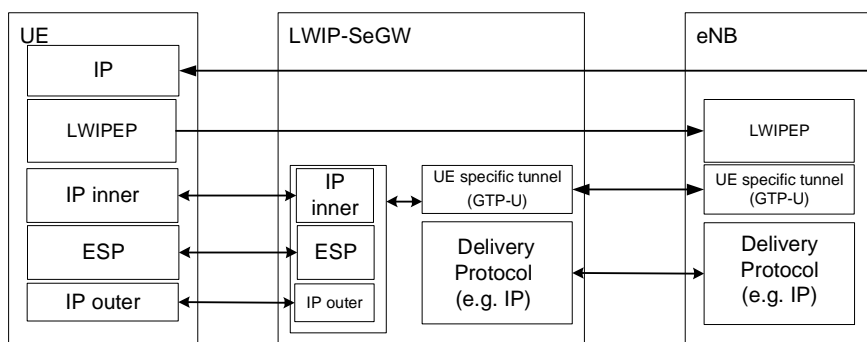 UE
IP
LWIPEP
IP inner
ESP
IP outer
LWIP-SeGW
IP
inner
ESP
IP outer
UE specific tunnel
(GTP-U)
Delivery
Protocol
(e.g. IP)
eNB
LWIPEP
UE specific tunnel
(GTP-U)
Delivery
Protocol
(e.g. IP)